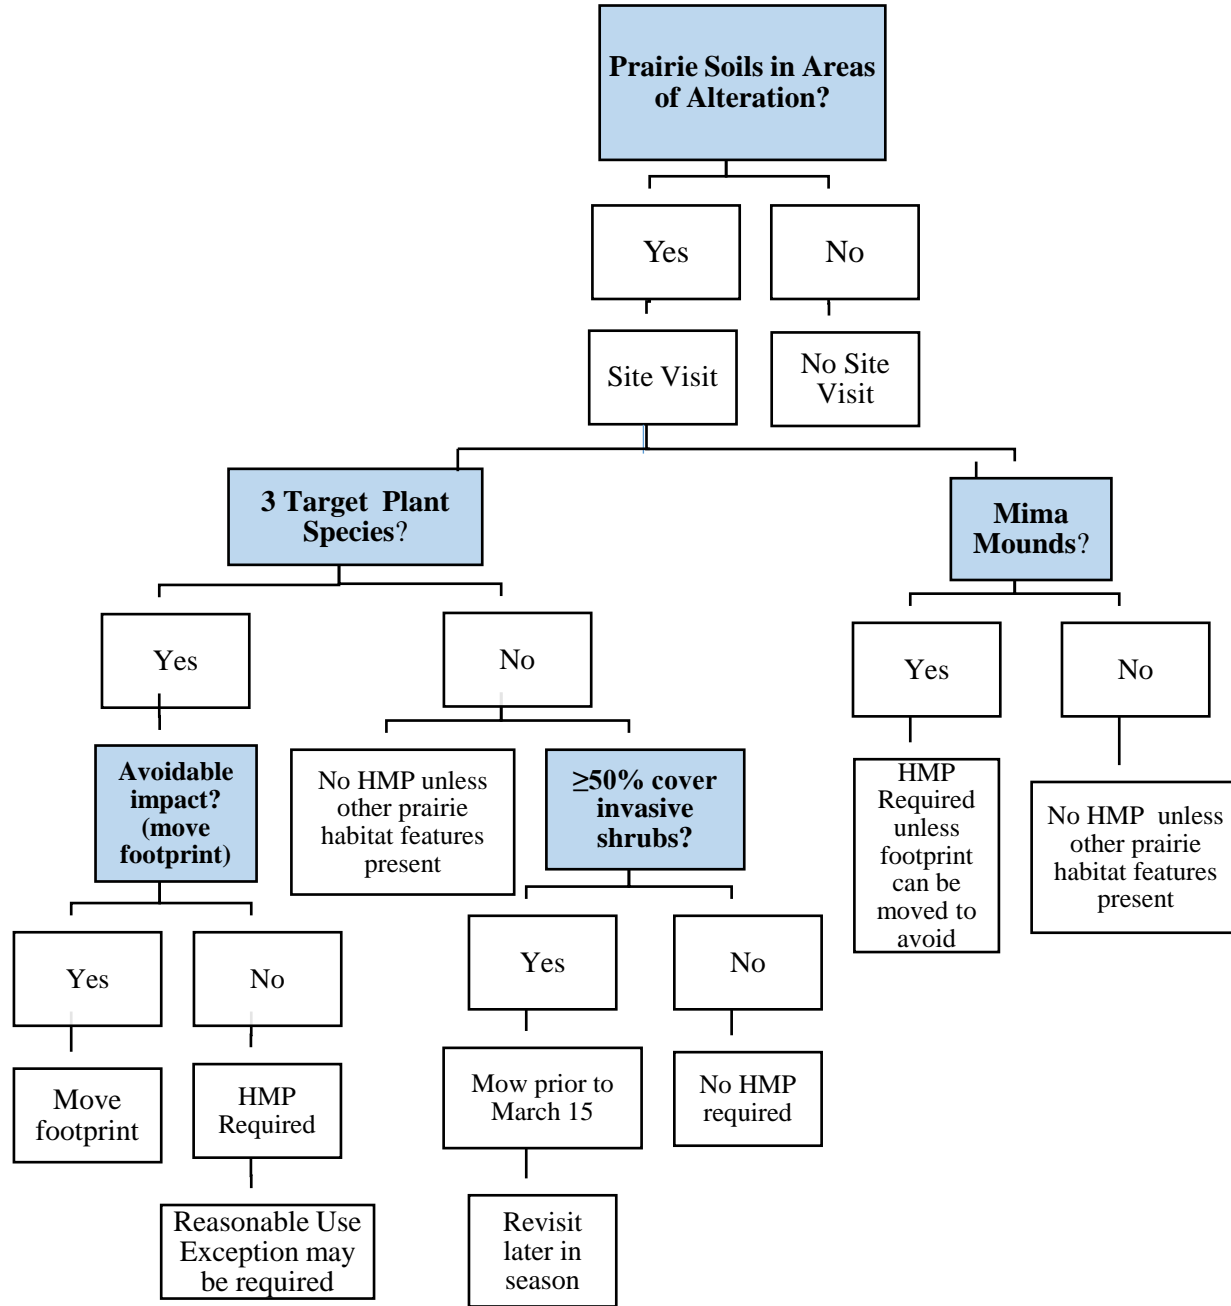 Prairie Soils in Areas
of Alteration?
Yes
No
Site Visit
No Site
Visit
3 Target  Plant
Species?
Mima
Mounds?
Yes
No
Yes
No
Avoidable
impact?
(move
footprint)
No HMP unless
other prairie
habitat features
present
≥50% cover
invasive
shrubs?
HMP
Required
unless
footprint
can be
moved to
avoid
No HMP  unless
other prairie
habitat features
present
Yes
No
Yes
No
Move
footprint
HMP
Required
Mow prior to
March 15
No HMP
required
Reasonable Use
Exception may
be required
Revisit
later in
season